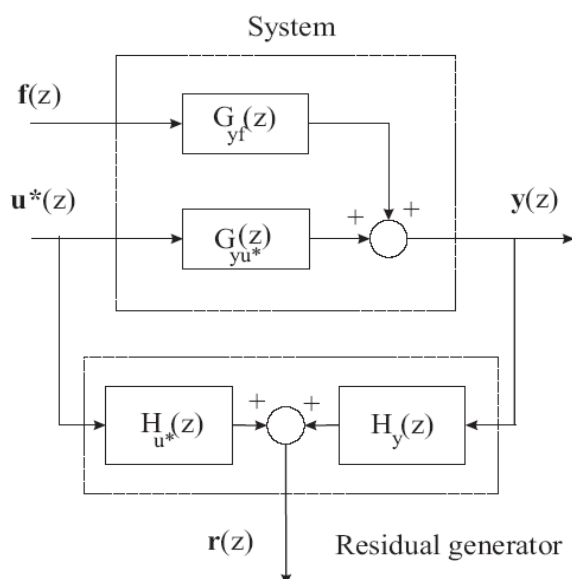 System
f(z)
G_yf(z)
+
+
u*(z)
G_yu*(z)
y(z)
H_u*(z)
+
+
H_y(z)
r(z)
Residual generator